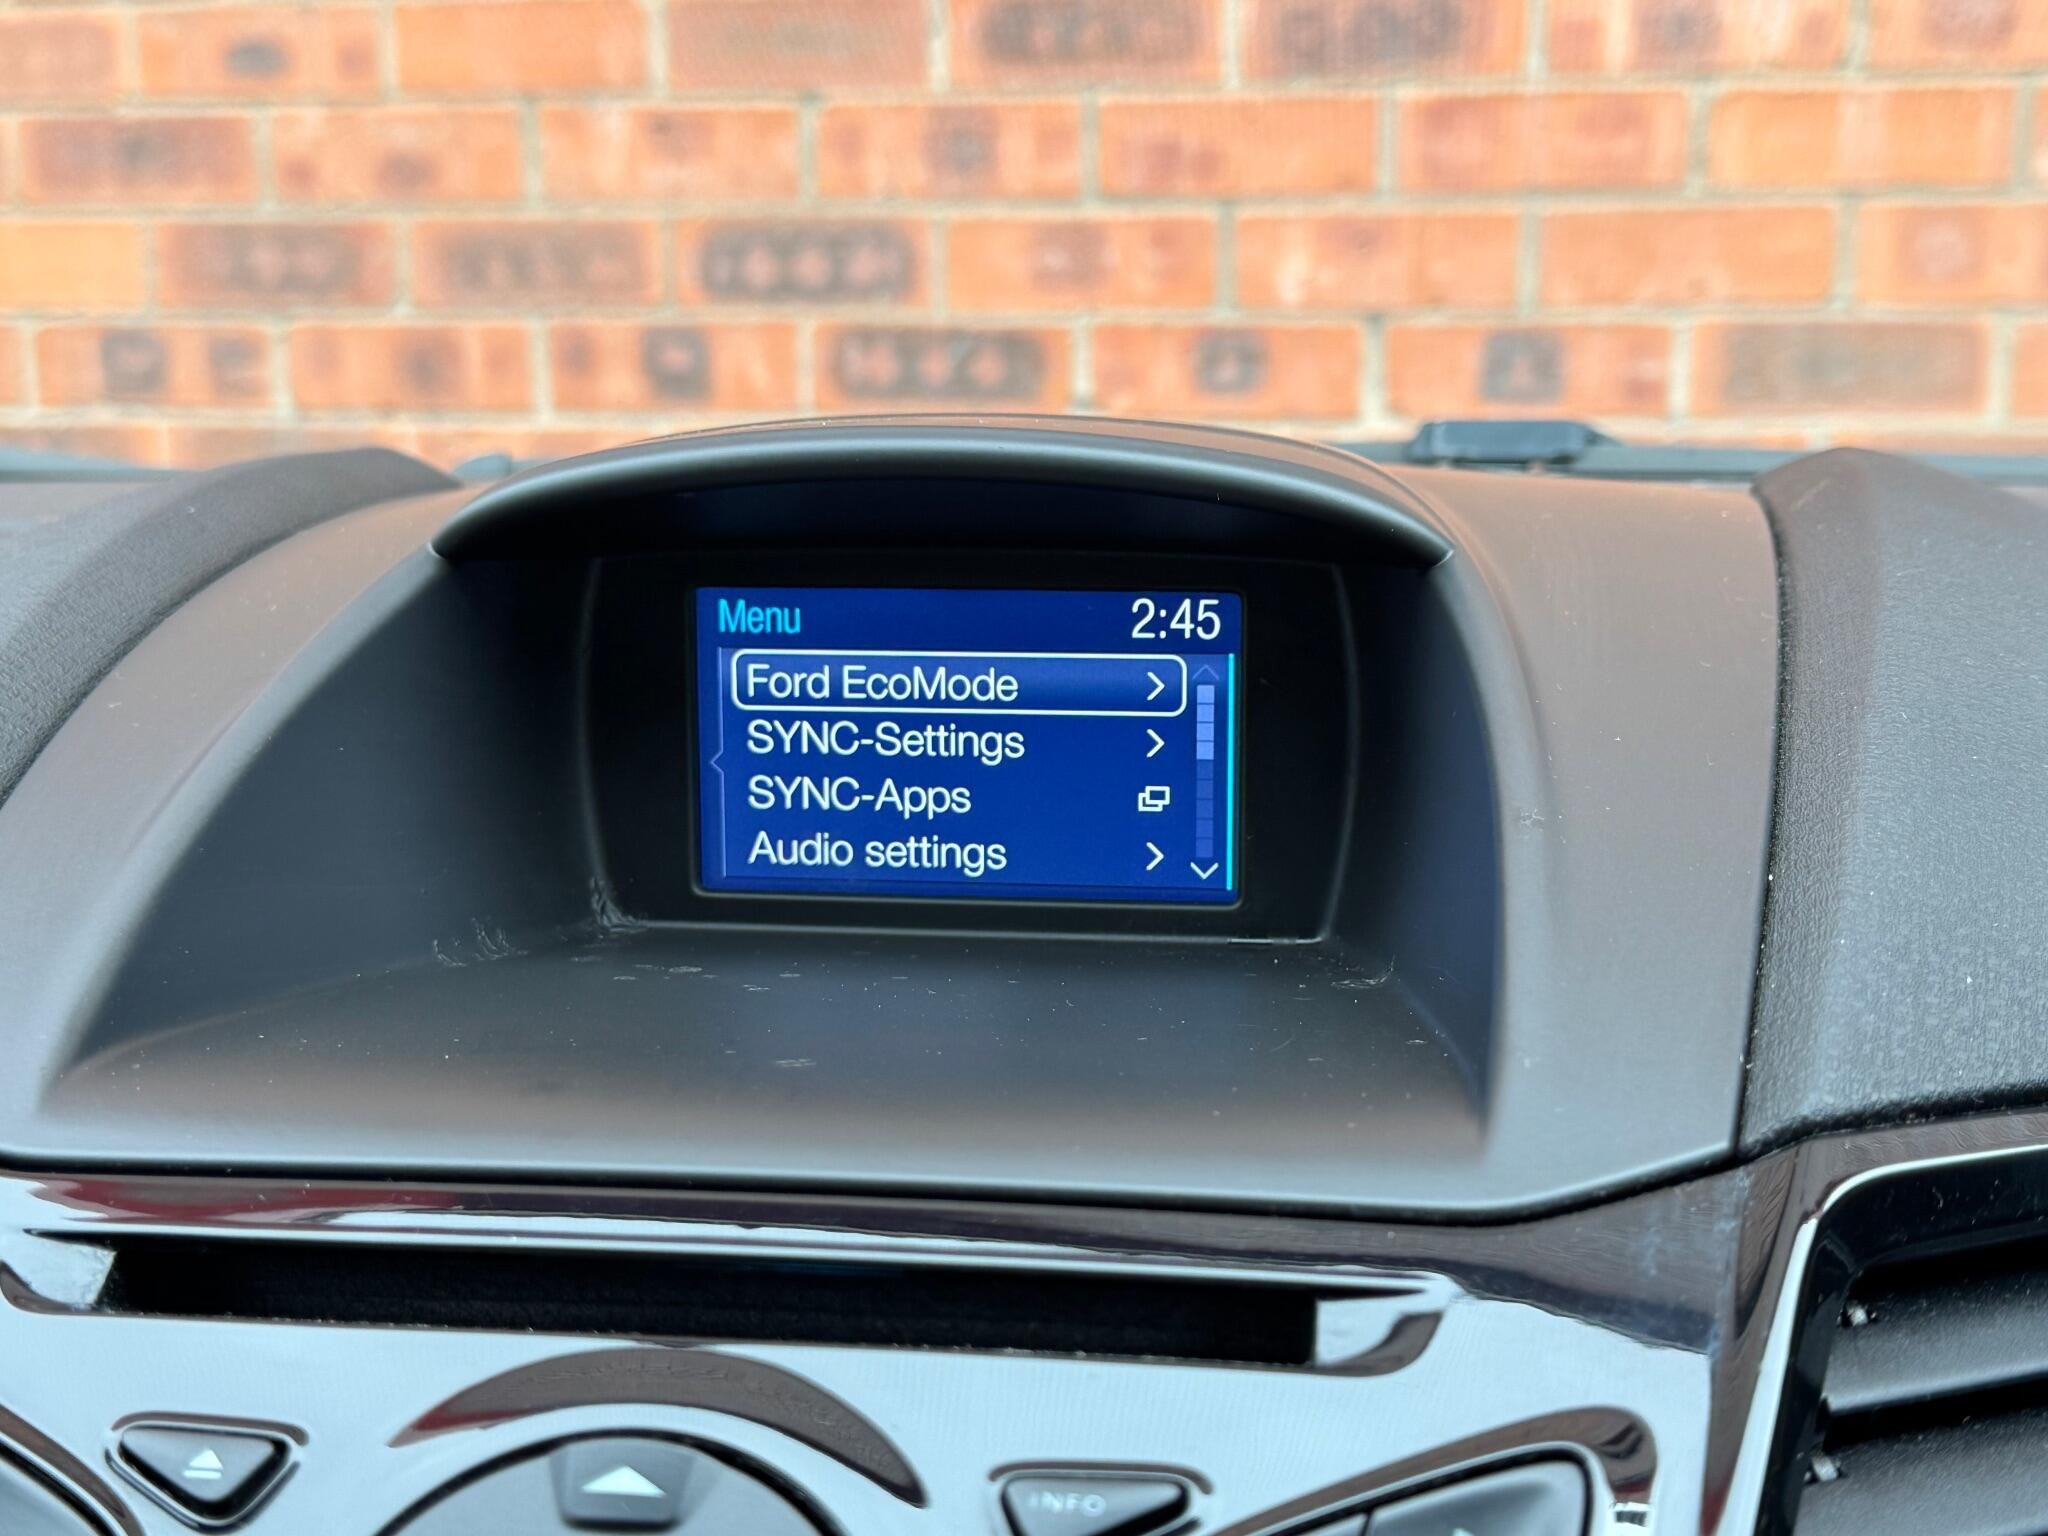 Menu 2:45
Ford EcoMode
SYNC-Settings
SYNC-Apps
Audio settings
INFO